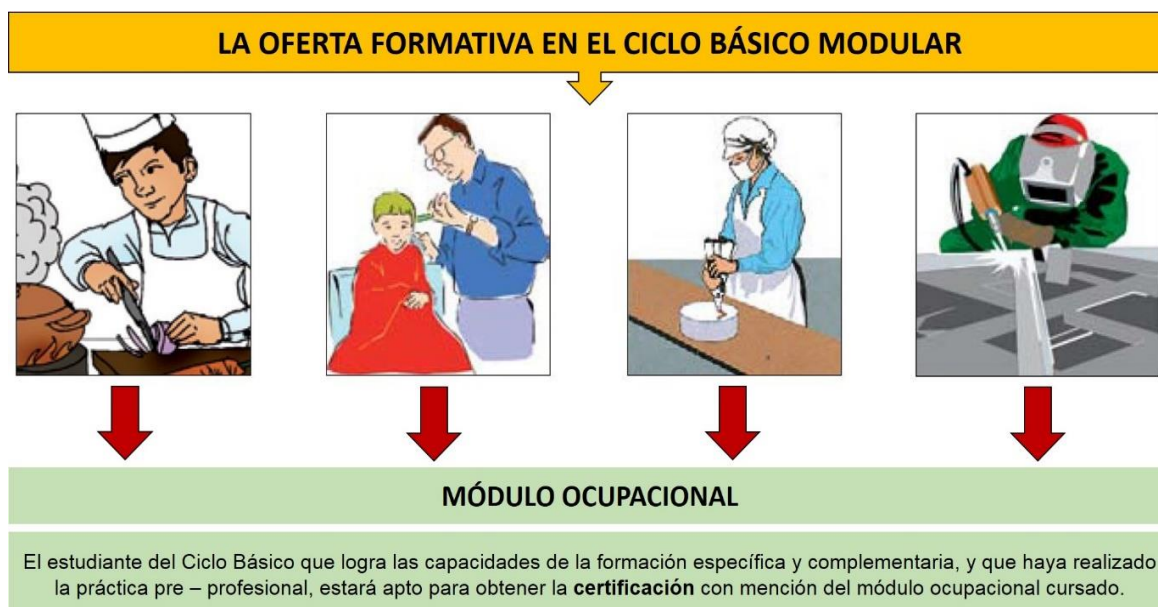 LA OFERTA FORMATIVA EN EL CICLO BÁSICO MODULAR
MÓDULO OCUPACIONAL
El estudiante del Ciclo Básico que logra las capacidades de la formación específica y complementaria, y que haya realizado
la práctica pre – profesional, estará apto para obtener la certificación con mención del módulo ocupacional cursado.